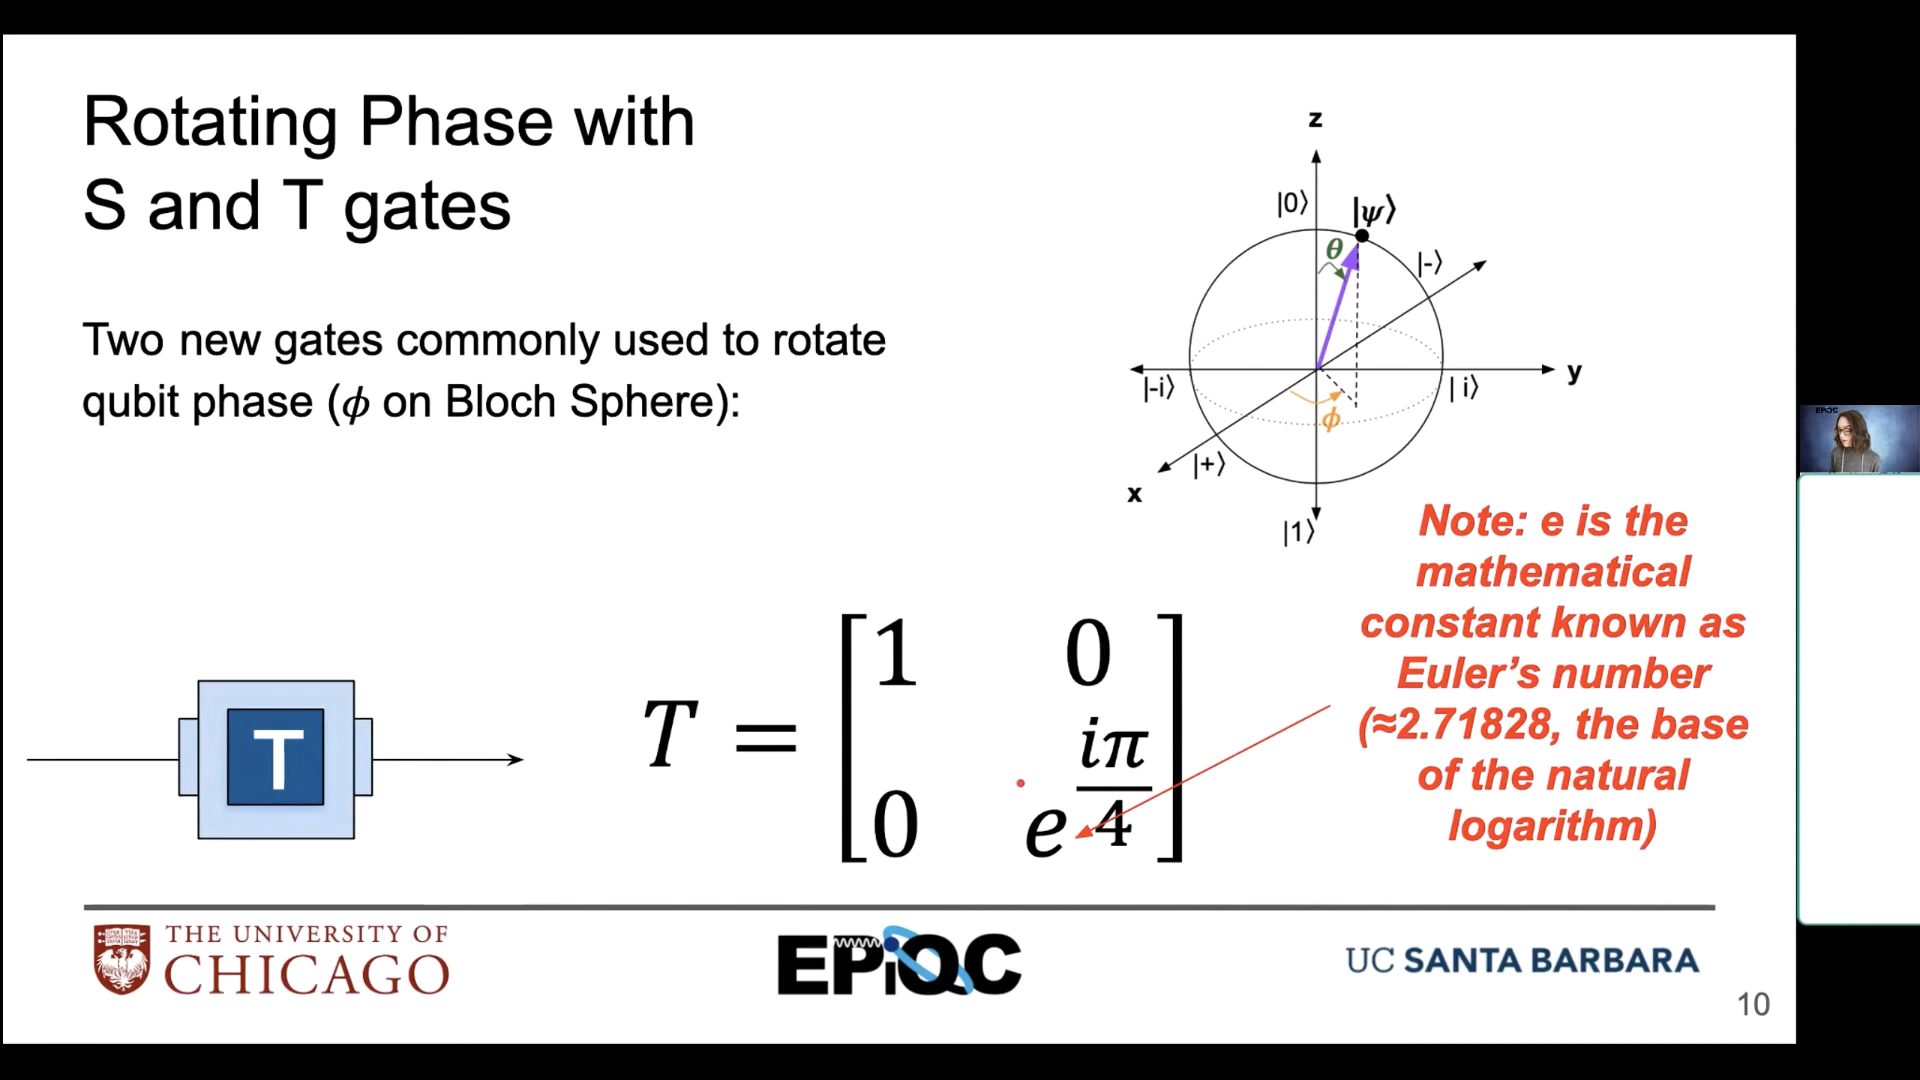 Rotating Phase with
S and T gates
Two new gates commonly used to rotate
qubit phase (ϕ on Bloch Sphere):
z
|0⟩
|ψ⟩
θ
|-⟩
y
|-i⟩
| i⟩
ϕ
|+⟩
x
|1⟩
Note: e is the
mathematical
constant known as
Euler’s number
(≈2.71828, the base
of the natural
logarithm)
T
T = [1 0
0 e^{iπ/4}]
THE UNIVERSITY OF
CHICAGO
EPiQC
UC SANTA BARBARA
10
EPiQC